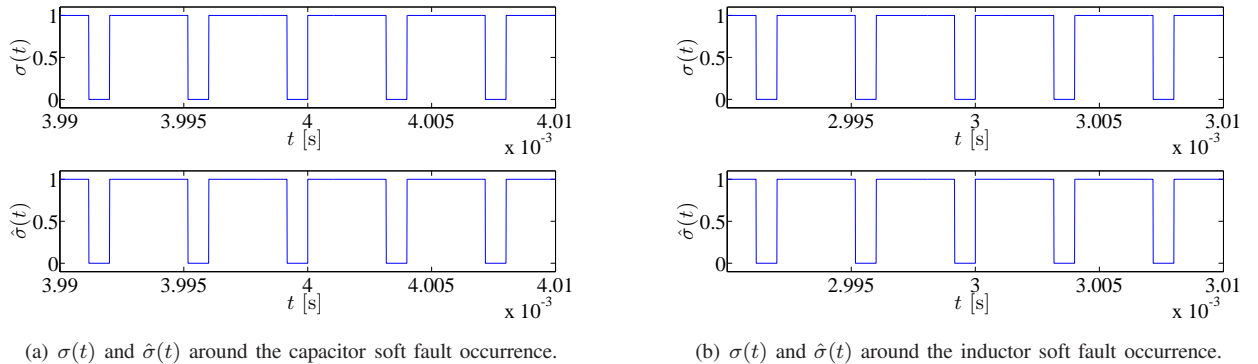 1
0.5
0
σ(t)
3.99 3.995 4 4.005 4.01
t [s]
x 10⁻³
1
0.5
0
σ̂(t)
3.99 3.995 4 4.005 4.01
t [s]
x 10⁻³
(a) σ(t) and σ̂(t) around the capacitor soft fault occurrence.
1
0.5
0
σ(t)
2.995 3 3.005 3.01
t [s]
x 10⁻³
1
0.5
0
σ̂(t)
2.995 3 3.005 3.01
t [s]
x 10⁻³
(b) σ(t) and σ̂(t) around the inductor soft fault occurrence.